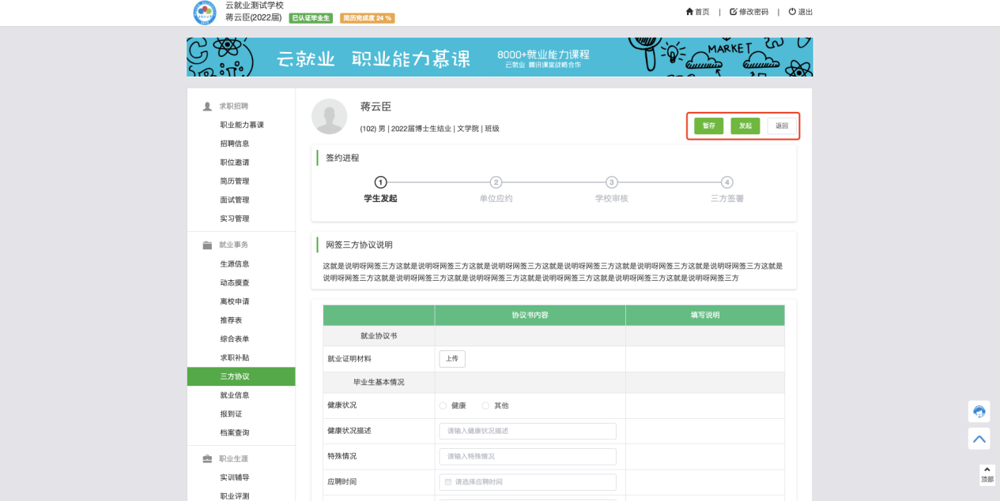 云就业测试学校
蒋云臣(2022届) 已认证毕业生 简历完成度 24 %
首页 | 修改密码 | 退出
云就业 职业能力慕课
8000+就业能力课程
云就业 腾讯课堂战略合作
MARKET
求职招聘
职业能力慕课
招聘信息
职位邀请
简历管理
面试管理
实习管理
就业事务
生源信息
动态摸查
离校申请
推荐表
综合表单
求职补贴
三方协议
就业信息
报到证
档案查询
职业生涯
实训辅导
职业评测
蒋云臣
(102) 男 | 2022届博士生结业 | 文学院 | 班级
暂存 发起 返回
签约进程
1 2 3 4
学生发起 单位应约 学校审核 三方签署
网签三方协议说明
这就是说明呀网签三方这就是说明呀网签三方这就是说明呀网签三方这就是说明呀网签三方这就是说明呀网签三方这就是说明呀网签三方这就是
说明呀网签三方这就是说明呀网签三方这就是说明呀网签三方这就是说明呀网签三方这就是说明呀网签三方这就是说明呀网签三方
协议书内容 填写说明
就业协议书
就业证明材料 上传
毕业生基本情况
健康状况 健康 其他
健康状况描述 请输入健康状况描述
特殊情况 请输入特殊情况
应聘时间 请选择应聘时间
顶部